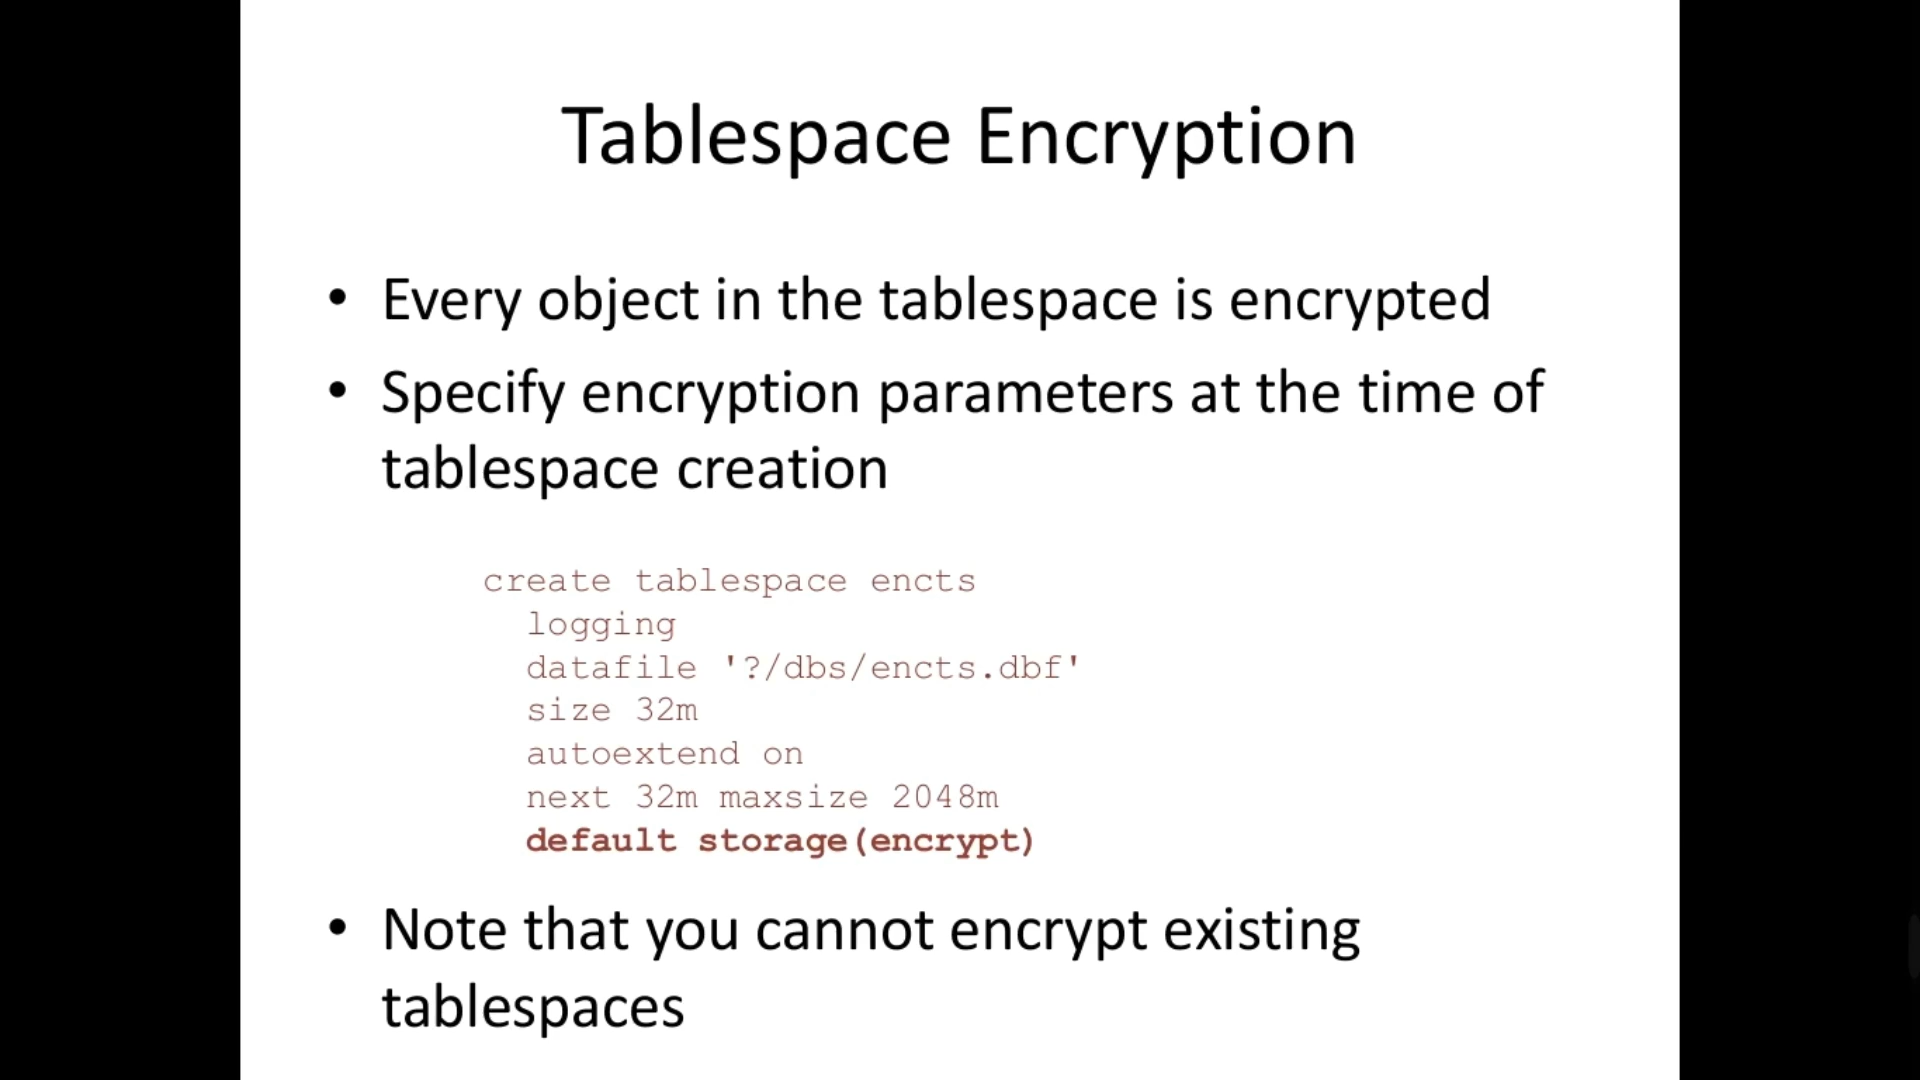 Tablespace Encryption
• Every object in the tablespace is encrypted
• Specify encryption parameters at the time of
tablespace creation
create tablespace encts
logging
datafile '?/dbs/encts.dbf'
size 32m
autoextend on
next 32m maxsize 2048m
default storage(encrypt)
• Note that you cannot encrypt existing
tablespaces